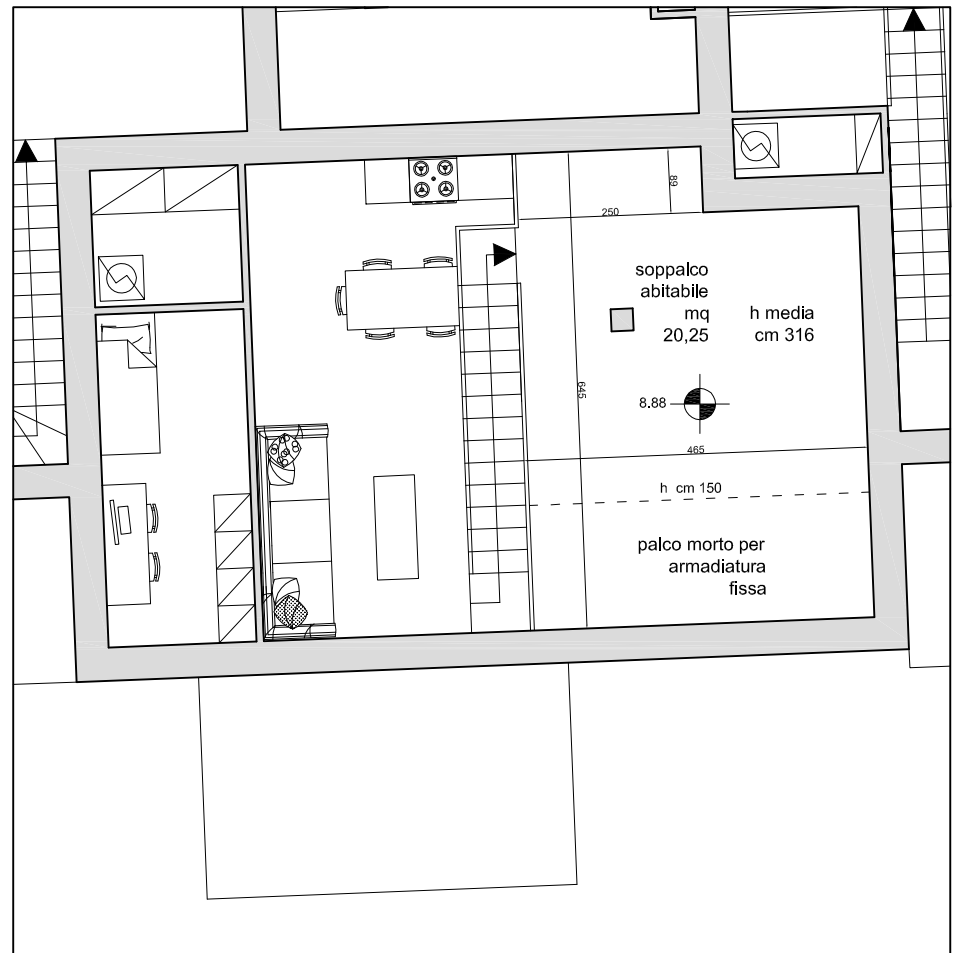 89
250
soppalco
abitabile
mq
20,25
h media
cm 316
645
8.88
465
h cm 150
palco morto per
armadiatura
fissa